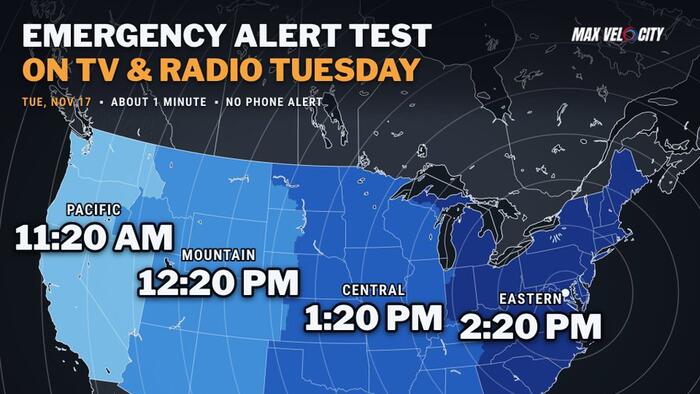 EMERGENCY ALERT TEST
ON TV & RADIO TUESDAY
TUE, NOV 17 • ABOUT 1 MINUTE • NO PHONE ALERT
MAX VELOCITY
PACIFIC
11:20 AM
MOUNTAIN
12:20 PM
CENTRAL
1:20 PM
EASTERN
2:20 PM